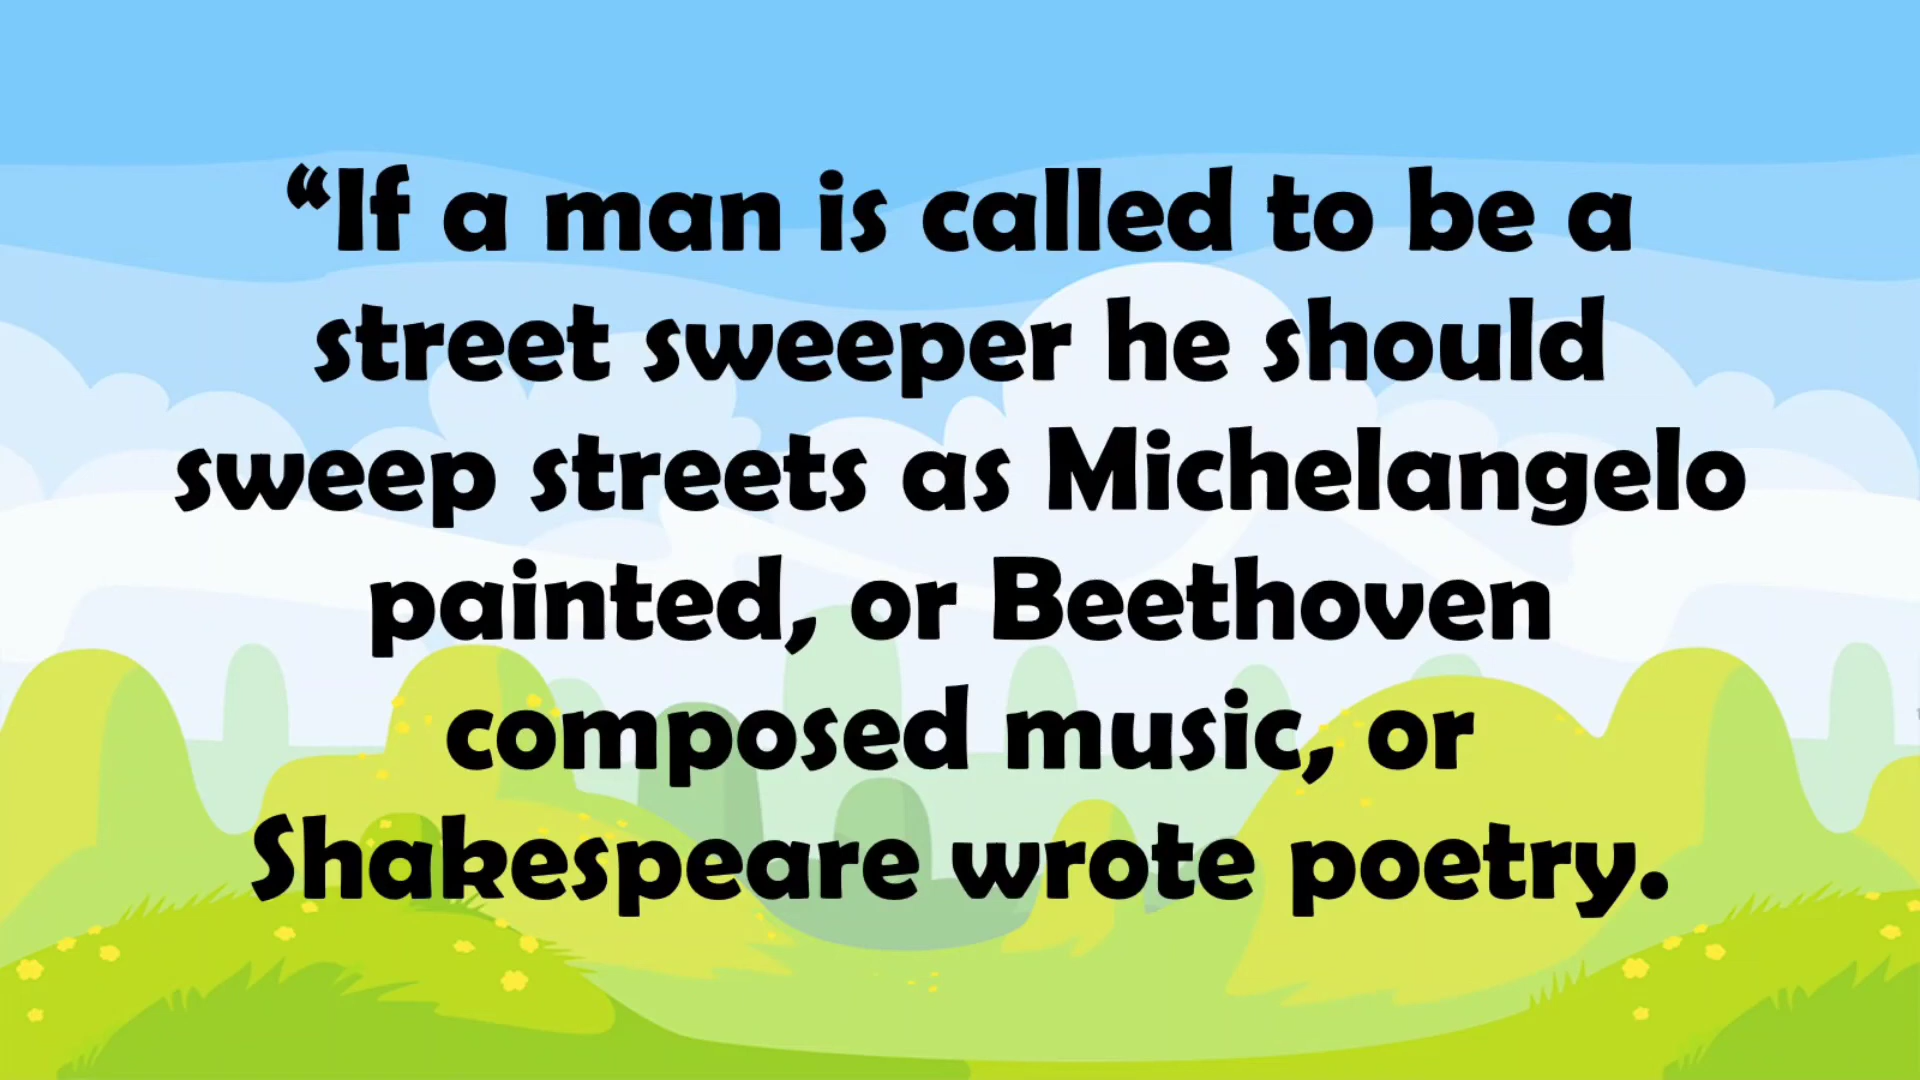 “If a man is called to be a
street sweeper he should
sweep streets as Michelangelo
painted, or Beethoven
composed music, or
Shakespeare wrote poetry.